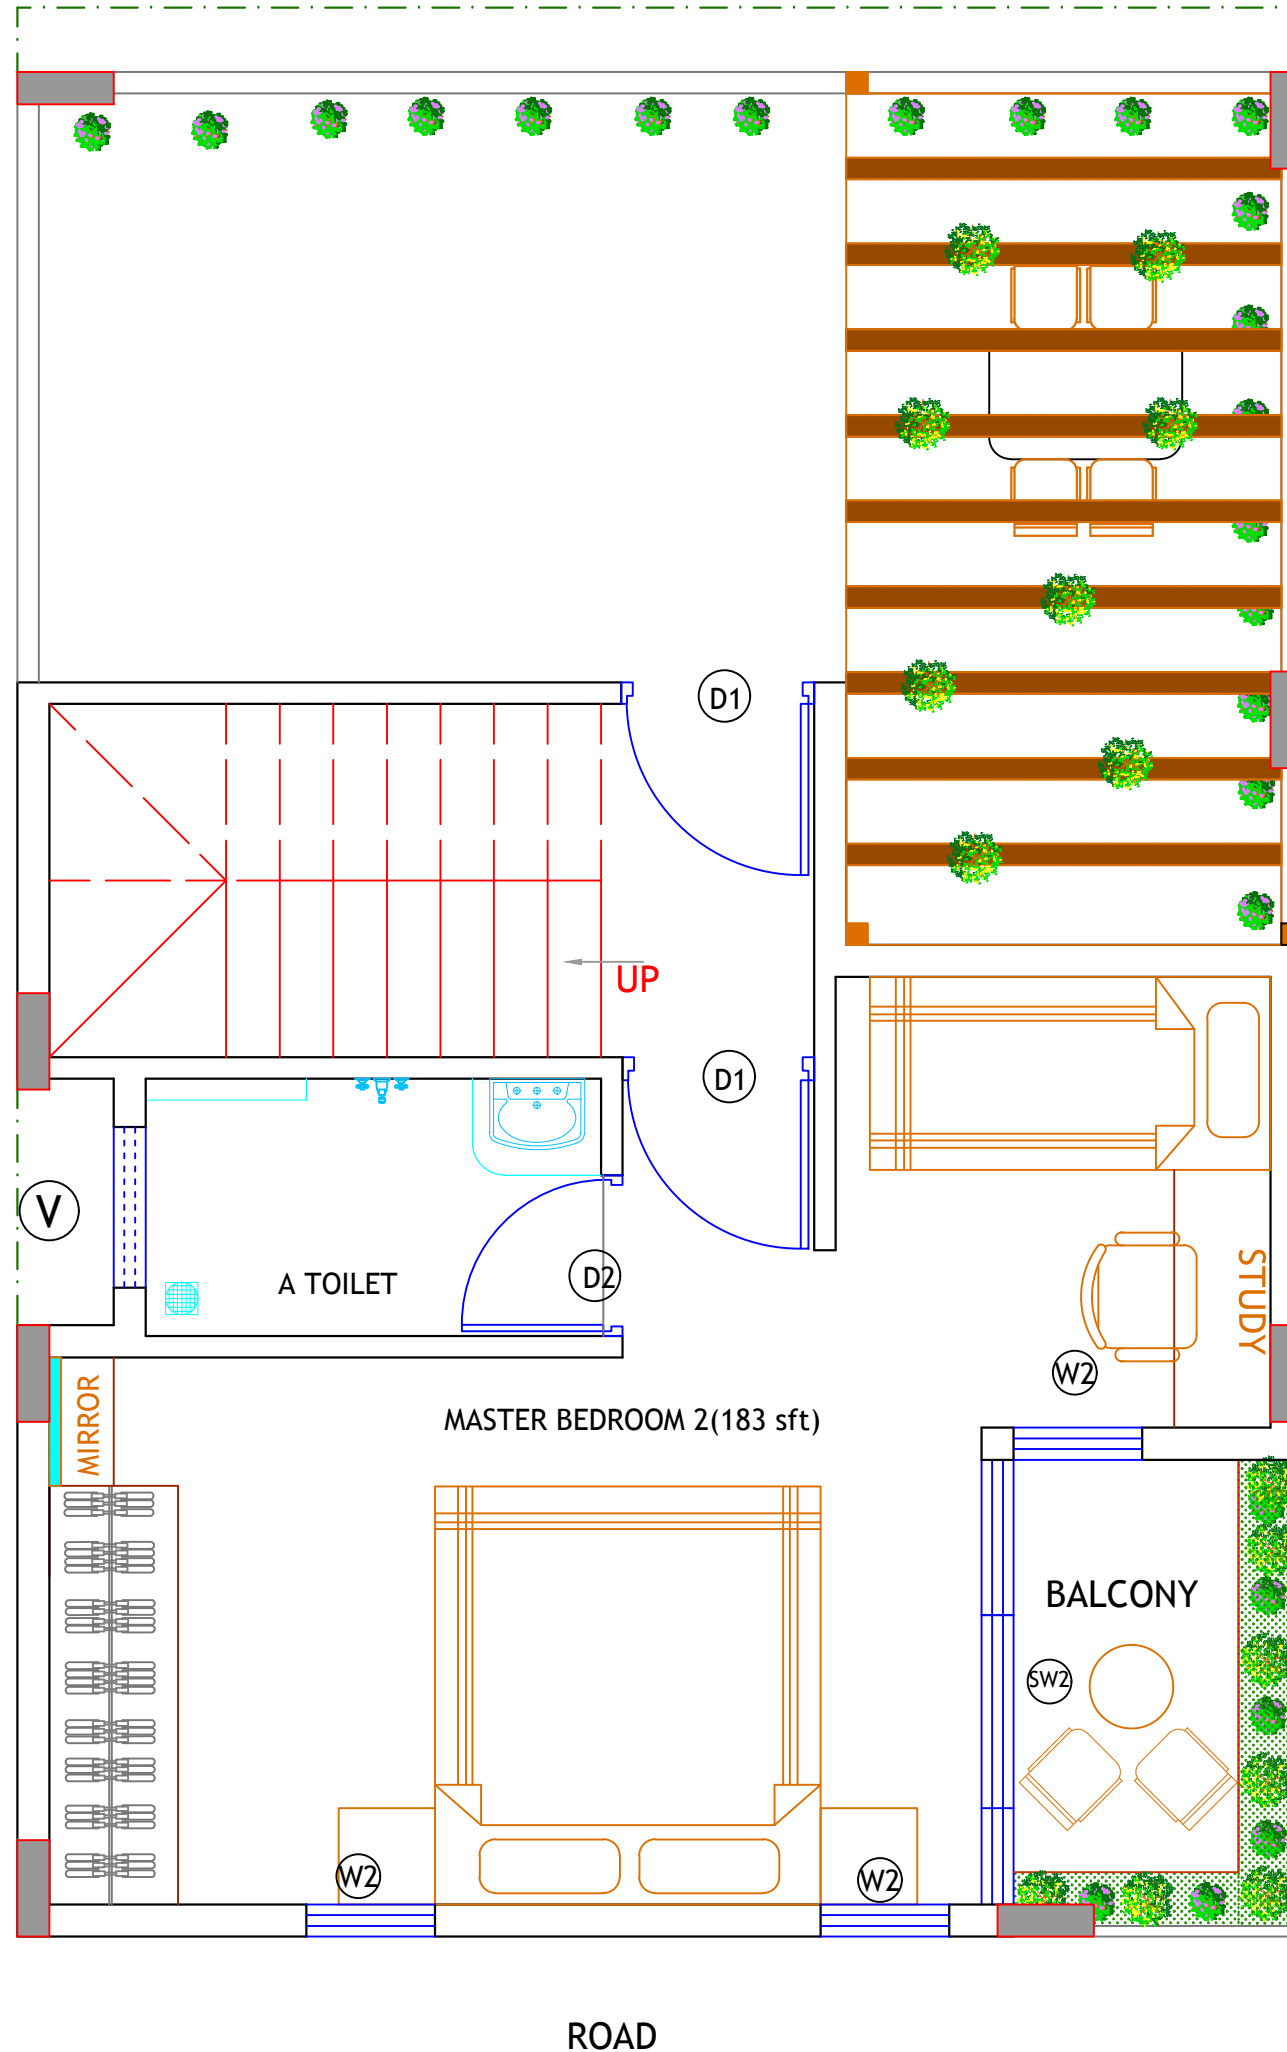 D1
UP
D1
V
A TOILET
D2
STUDY
W2
MIRROR
MASTER BEDROOM 2(183 sft)
BALCONY
SW2
W2
W2
ROAD